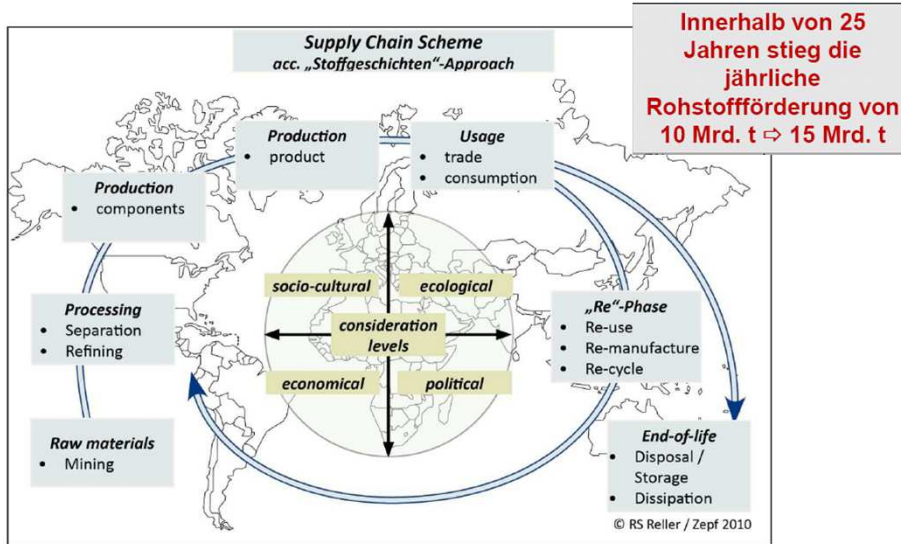 Innerhalb von 25
Jahren stieg die
jährliche
Rohstoffförderung von
10 Mrd. t ⇨ 15 Mrd. t
Supply Chain Scheme
acc. „Stoffgeschichten“-Approach
Production
• product
Usage
• trade
• consumption
Production
• components
socio-cultural
ecological
consideration
levels
economical
political
Processing
• Separation
• Refining
„Re“-Phase
• Re-use
• Re-manufacture
• Re-cycle
Raw materials
• Mining
End-of-life
• Disposal /
Storage
• Dissipation
© RS Reller / Zepf 2010